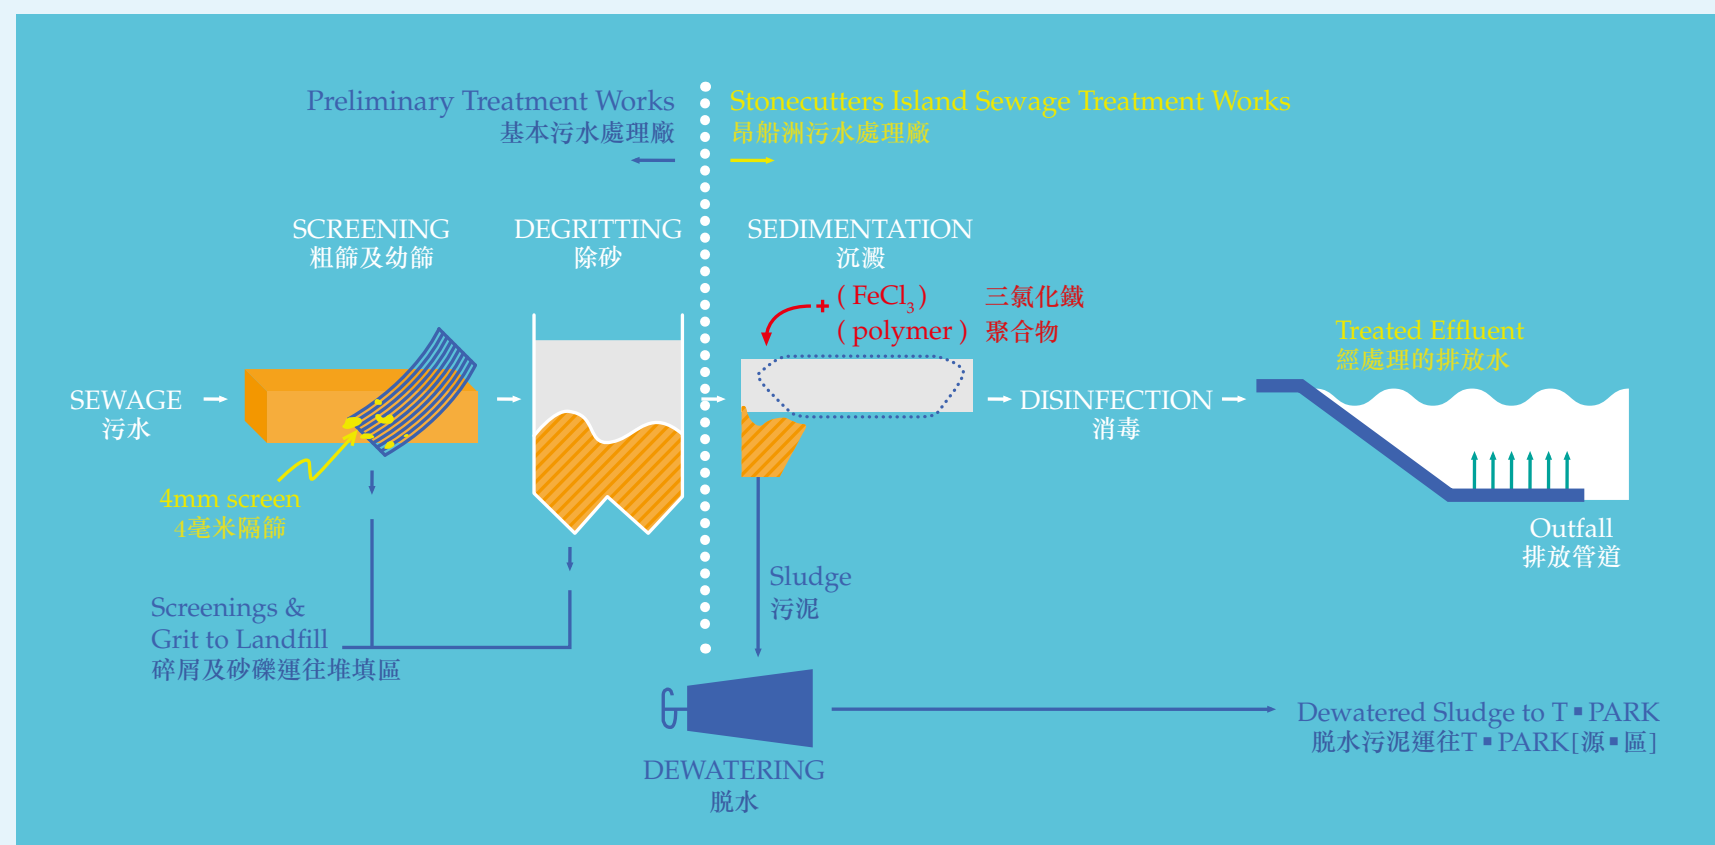 Preliminary Treatment Works
基本污水處理廠
Stonecutters Island Sewage Treatment Works
昂船洲污水處理廠
SCREENING
粗篩及幼篩
DEGRITTING
除砂
SEDIMENTATION
沉澱
+ ( FeCl3 ) 三氯化鐵
( polymer ) 聚合物
SEWAGE
污水
4mm screen
4毫米隔篩
DISINFECTION
消毒
Treated Effluent
經處理的排放水
Outfall
排放管道
Screenings &
Grit to Landfill
碎屑及砂礫運往堆填區
Sludge
污泥
DEWATERING
脫水
Dewatered Sludge to T▪PARK
脫水污泥運往T▪PARK[源▪區]